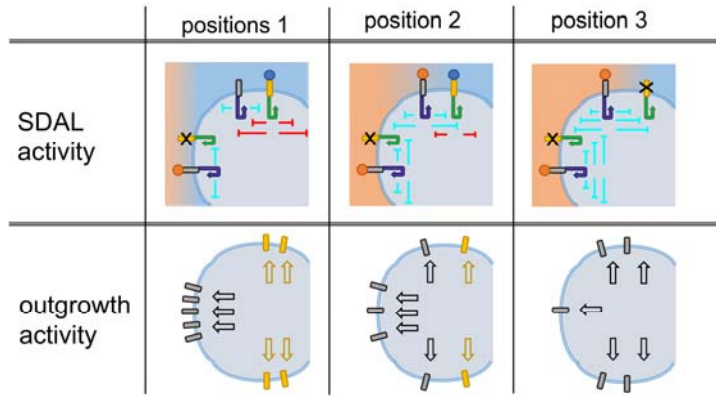 positions 1
position 2
position 3
SDAL
activity
outgrowth
activity